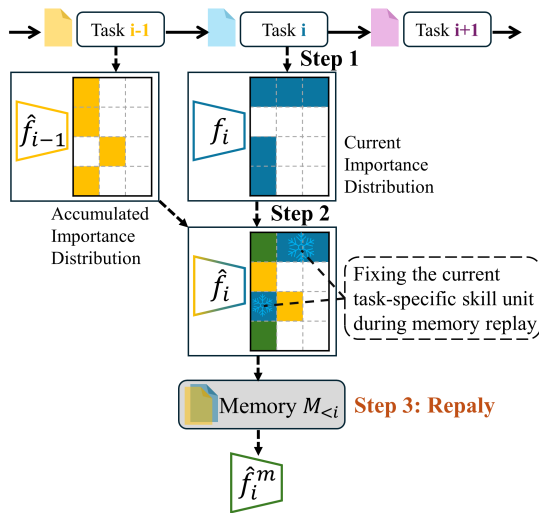 Task i-1
Task i
Task i+1
Step 1
f̂ᵢ₋₁
fᵢ
Current
Importance
Distribution
Accumulated
Importance
Distribution
Step 2
f̂ᵢ
Fixing the current
task-specific skill unit
during memory replay
Memory M<i
Step 3: Repaly
f̂ᵢᵐ